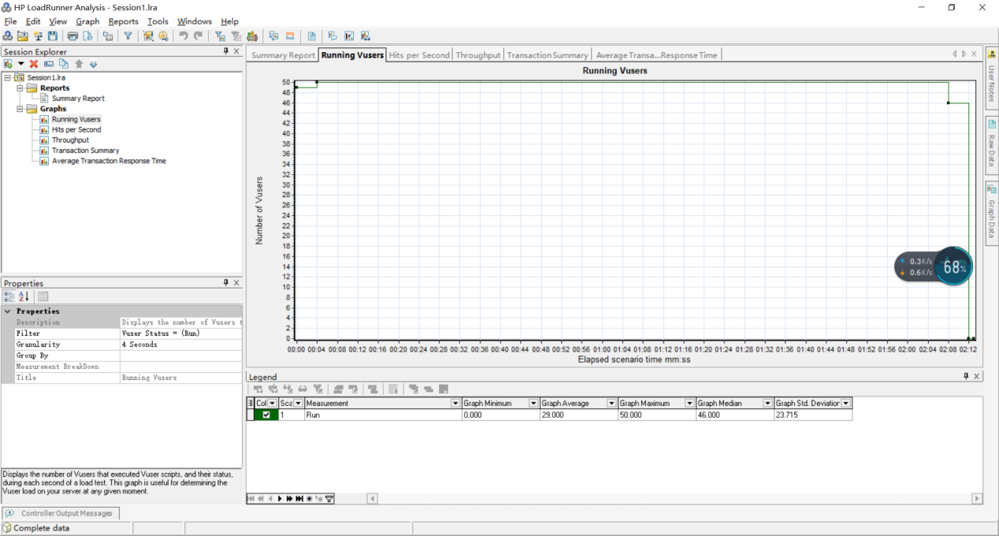 HP LoadRunner Analysis - Session1.lra
File Edit View Graph Reports Tools Windows Help
Session Explorer
Session1.lra
Reports
Summary Report
Graphs
Running Vusers
Hits per Second
Throughput
Transaction Summary
Average Transaction Response Time
Properties
Properties
Description Displays the number of Vusers t
Filter Vuser Status = (Run)
Granularity 4 Seconds
Group By
Measurement BreakDown
Title Running Vusers
Displays the number of Vusers that executed Vuser scripts, and their status,
during each second of a load test. This graph is useful for determining the
Vuser load on your server at any given moment.
Summary Report Running Vusers Hits per Second Throughput Transaction Summary Average Transa...Response Time
Running Vusers
Number of Vusers
50
48
46
44
42
40
38
36
34
32
30
28
26
24
22
20
18
16
14
12
10
8
6
4
2
0
00:00 00:04 00:08 00:12 00:16 00:20 00:24 00:28 00:32 00:36 00:40 00:44 00:48 00:52 00:56 01:00 01:04 01:08 01:12 01:16 01:20 01:24 01:28 01:32 01:36 01:40 01:44 01:48 01:52 01:56 02:00 02:04 02:08 02:12
Elapsed scenario time mm:ss
0.3K/s
0.6K/s
68%
User Notes
Raw Data
Graph Data
Legend
Col Sca Measurement Graph Minimum Graph Average Graph Maximum Graph Median Graph Std. Deviation
1 Run 0.000 29.000 50.000 46.000 23.715
Controller Output Messages
Complete data